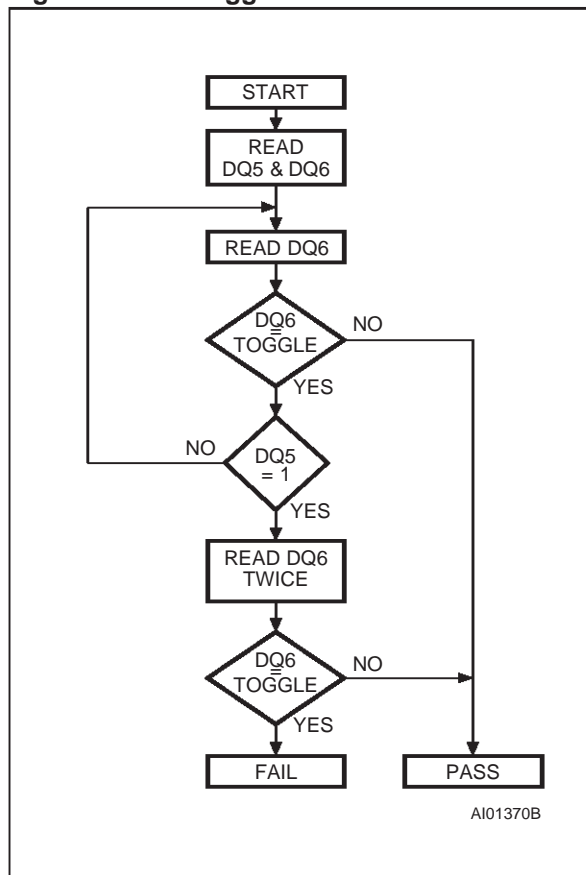 START
READ
DQ5 & DQ6
READ DQ6
DQ6
=
TOGGLE
NO
YES
NO
DQ5
= 1
YES
READ DQ6
TWICE
DQ6
=
TOGGLE
NO
YES
FAIL
PASS
AI01370B